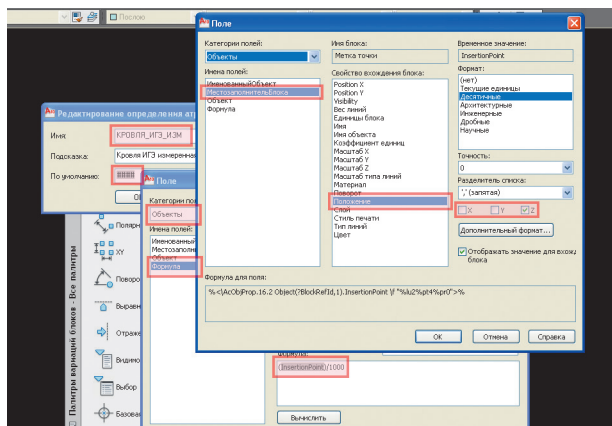 Послою
Поле
Категории полей:
Объекты
Имена полей:
ИменованныйОбъект
МестозаполнительБлока
Объект
Формула
Имя блока:
Метка точки
Свойство вхождения блока:
Position X
Position Y
Visibility
Вес линий
Единицы блока
Имя
Имя объекта
Коэффициент единиц
Масштаб X
Масштаб Y
Масштаб Z
Масштаб типа линий
Материал
Поворот
Положение
Слой
Стиль печати
Тип линий
Цвет
Временное значение:
InsertionPoint
Формат:
(нет)
Текущие единицы
Десятичные
Архитектурные
Инженерные
Дробные
Научные
Точность:
0
Разделитель списка:
',' (запятая)
X Y Z
Дополнительный формат...
Отображать значение для вхожд
блока
Формула для поля:
%<\AcObjProp.16.2 Object(?BlockRefId,1).InsertionPoint \f "%lu2%pt4%pr0">%
ОК
Отмена
Справка
Редактирование определения ат
Имя:
КРОВЛЯ_ИГЭ_ИЗМ
Подсказка:
Кровля ИГЭ измеренная
По умолчанию:
####
Поле
Категории пол
Объекты
Имена полей:
Именованный
Местозаполн
Объект
Формула
Формула:
(InsertionPoint)/1000
Вычислить
Палитры вариаций блоков - Все палитры
Полярн
XY
Поворо
Выравн
Отраже
Видимо
Выбор
Базова